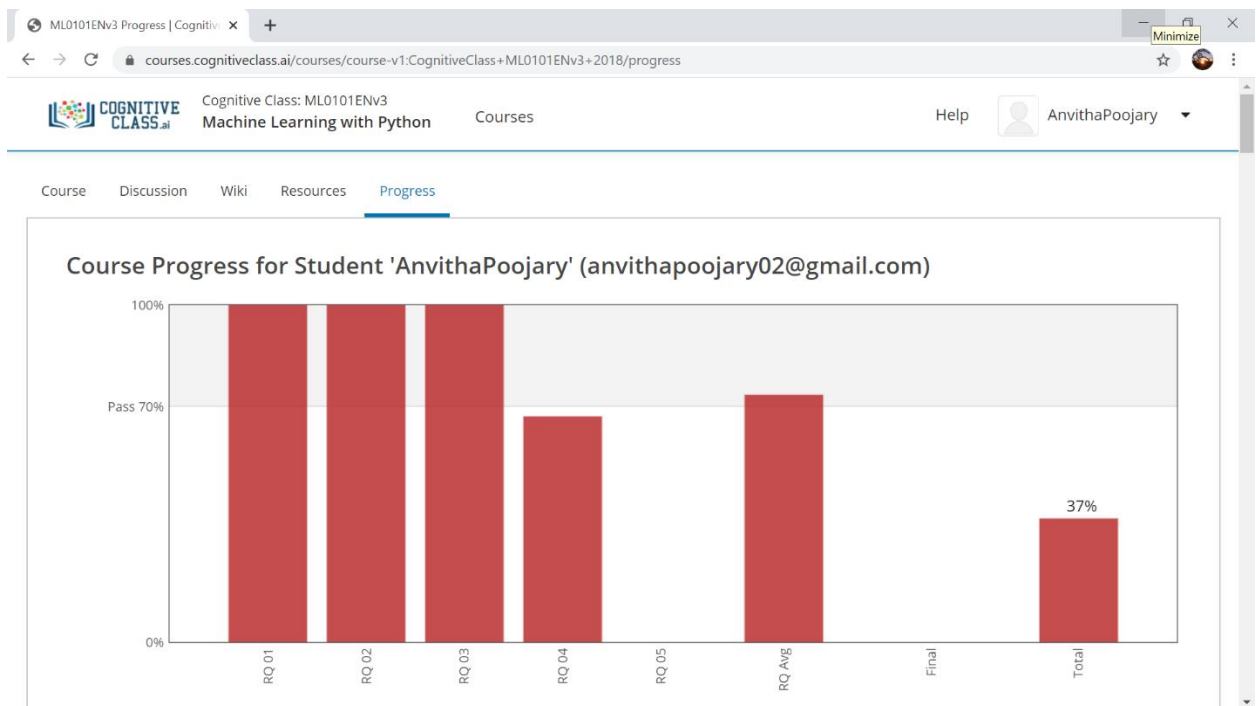 ML0101ENv3 Progress | Cognitiv
Minimize
courses.cognitiveclass.ai/courses/course-v1:CognitiveClass+ML0101ENv3+2018/progress
COGNITIVE
CLASS.ai
Cognitive Class: ML0101ENv3
Machine Learning with Python
Courses
Help
AnvithaPoojary
Course Discussion Wiki Resources Progress
Course Progress for Student 'AnvithaPoojary' (anvithapoojary02@gmail.com)
100%
Pass 70%
37%
0%
RQ 01 RQ 02 RQ 03 RQ 04 RQ 05 RQ Avg Final Total